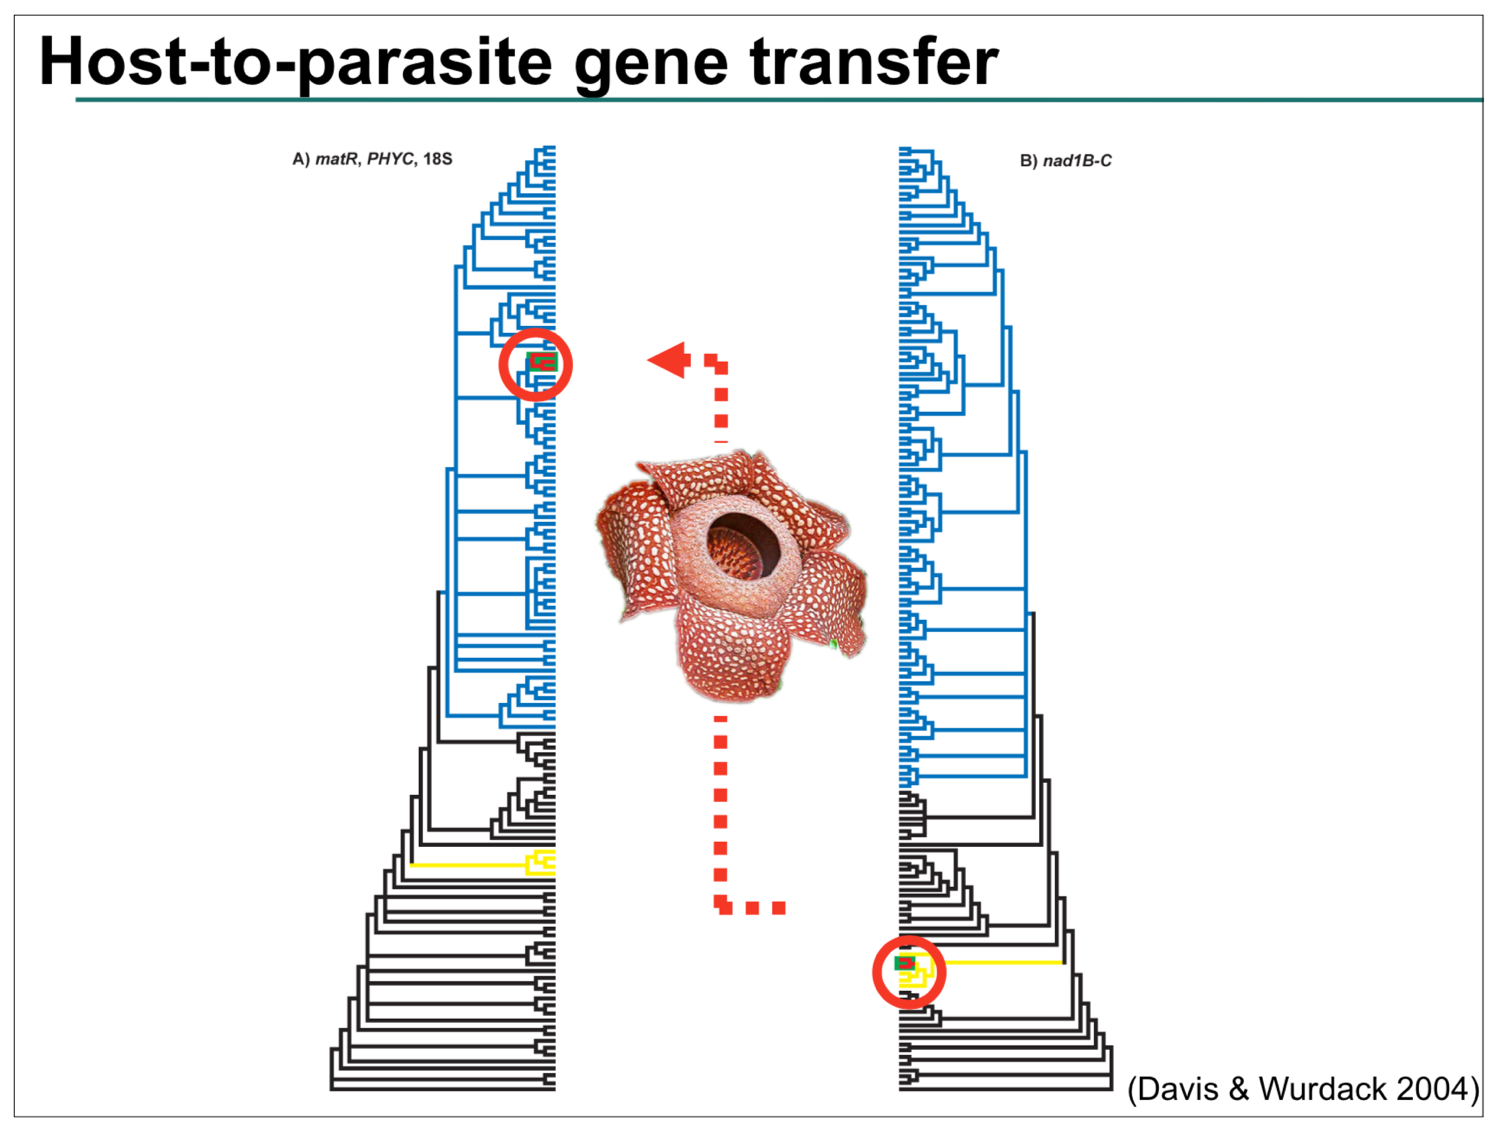 Host-to-parasite gene transfer
A) matR, PHYC, 18S
B) nad1B-C
(Davis & Wurdack 2004)